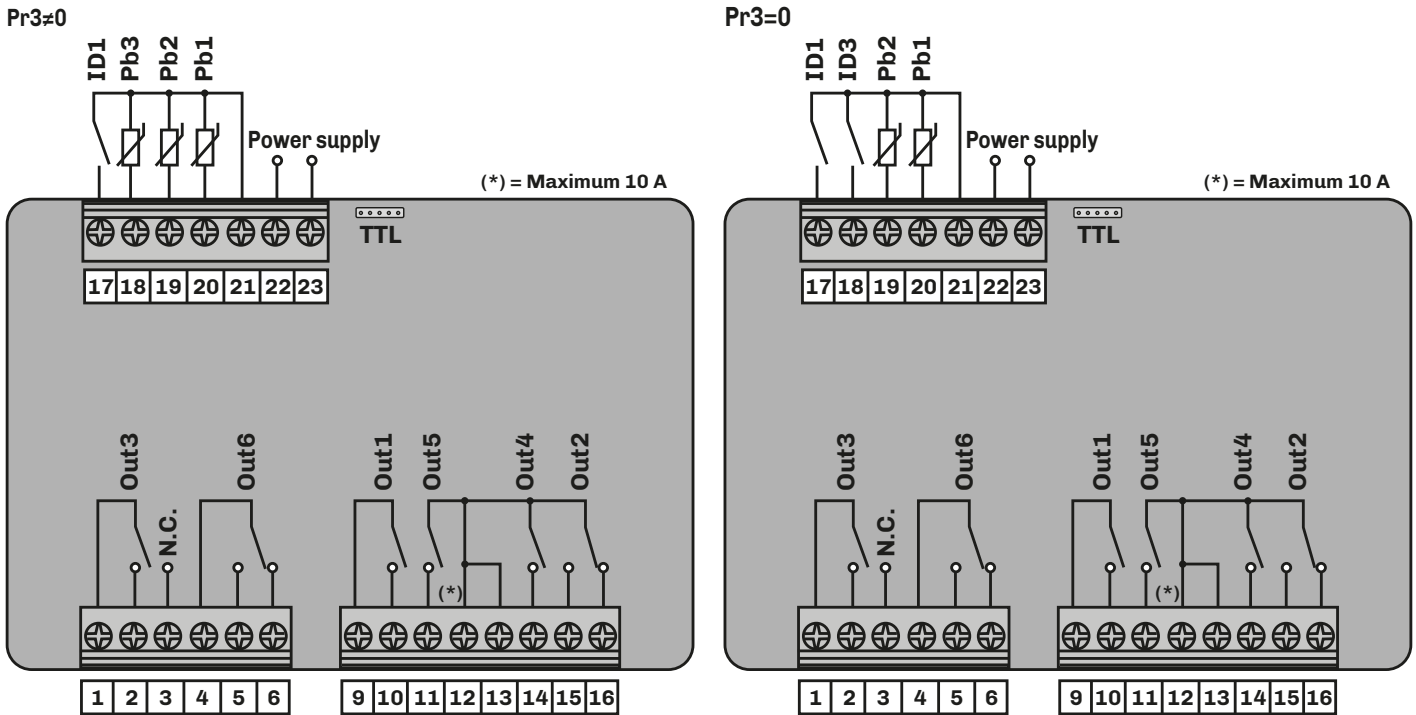 Pr3≠0
ID1
Pb3
Pb2
Pb1
Power supply
(*) = Maximum 10 A
TTL
17 18 19 20 21 22 23
Out3
N.C.
Out6
Out1
Out5
(*)
Out4
Out2
1 2 3 4 5 6
9 10 11 12 13 14 15 16
Pr3=0
ID1
ID3
Pb2
Pb1
Power supply
(*) = Maximum 10 A
TTL
17 18 19 20 21 22 23
Out3
N.C.
Out6
Out1
Out5
(*)
Out4
Out2
1 2 3 4 5 6
9 10 11 12 13 14 15 16